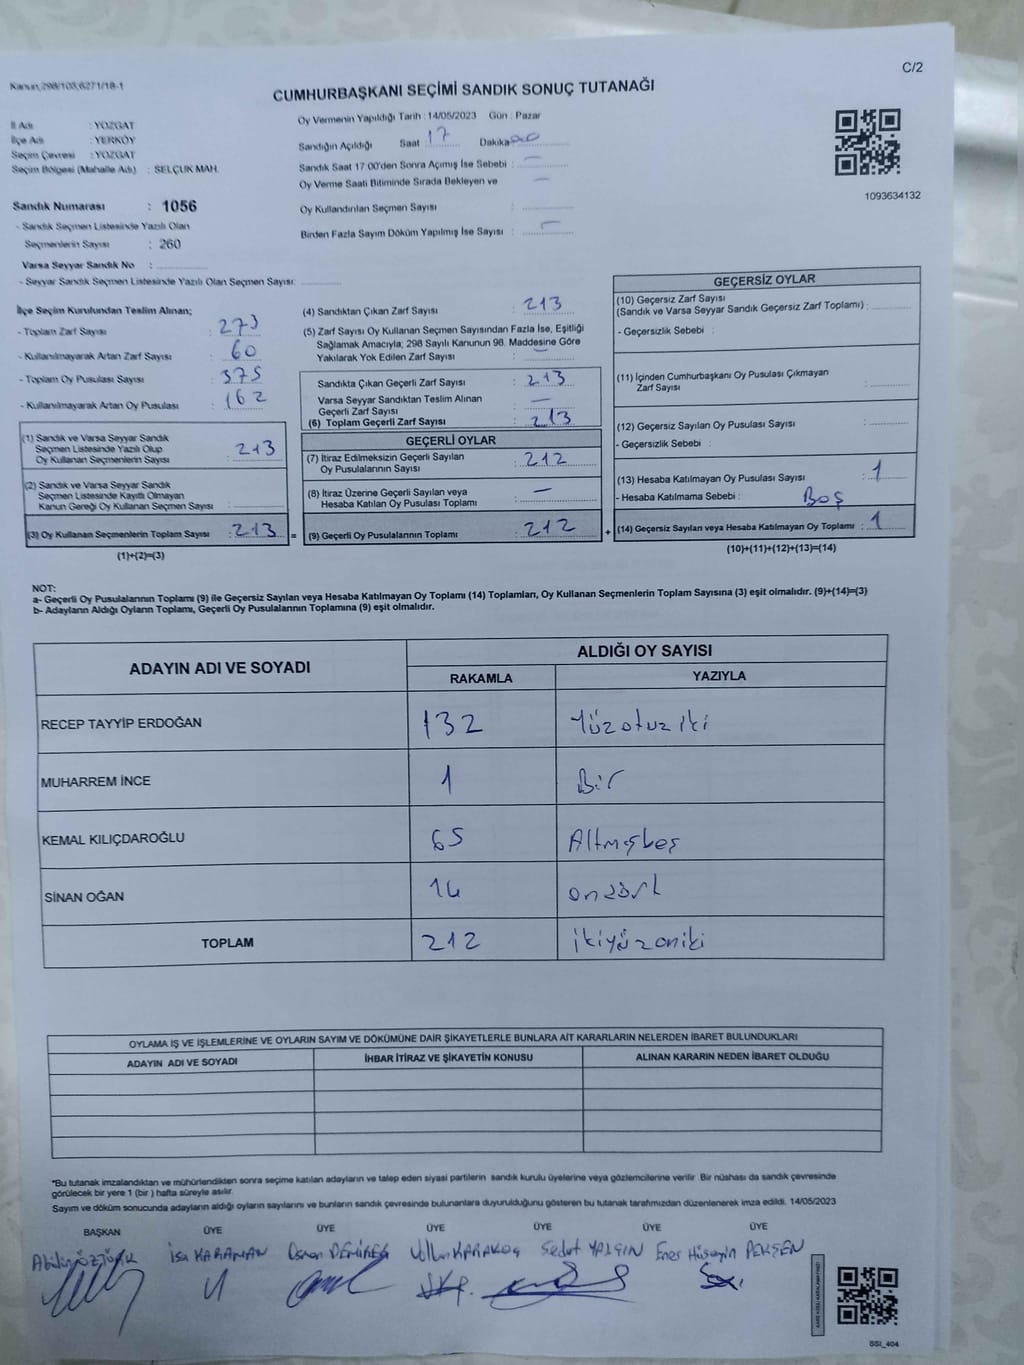 C/2
Kanun,298/103,6271/18-1
CUMHURBAŞKANI SEÇİMİ SANDIK SONUÇ TUTANAĞI
İl Adı : YOZGAT
İlçe Adı : YERKÖY
Seçim Çevresi : YOZGAT
Seçim Bölgesi (Mahalle Adı) : SELÇUK MAH.
Sandık Numarası : 1056
- Sandık Seçmen Listesinde Yazılı Olan
Seçmenlerin Sayısı : 260
Varsa Seyyar Sandık No :
- Seyyar Sandık Seçmen Listesinde Yazılı Olan Seçmen Sayısı:
Oy Vermenin Yapıldığı Tarih : 14/05/2023 Gün : Pazar
Sandığın Açıldığı Saat : 17 Dakika : 00
Sandık Saat 17:00'den Sonra Açımış İse Sebebi : —
Oy Verme Saati Bitiminde Sırada Bekleyen ve —
Oy Kullandırılan Seçmen Sayısı :
Birden Fazla Sayım Döküm Yapılmış İse Sayısı : —
1093634132
İlçe Seçim Kurulundan Teslim Alınan;
- Toplam Zarf Sayısı : 273
- Kullanılmayarak Artan Zarf Sayısı : 60
- Toplam Oy Pusulası Sayısı : 375
- Kullanılmayarak Artan Oy Pusulası : 162
(1) Sandık ve Varsa Seyyar Sandık
Seçmen Listesinde Yazılı Olup
Oy Kullanan Seçmenlerin Sayısı : 213
(2) Sandık ve Varsa Seyyar Sandık
Seçmen Listesinde Kayıtlı Olmayan
Kanun Gereği Oy Kullanan Seçmen Sayısı :
(3) Oy Kullanan Seçmenlerin Toplam Sayısı : 213 =
(1)+(2)=(3)
(4) Sandıktan Çıkan Zarf Sayısı : 213
(5) Zarf Sayısı Oy Kullanan Seçmen Sayısından Fazla İse, Eşitliği
Sağlamak Amacıyla; 298 Sayılı Kanunun 98. Maddesine Göre
Yakılarak Yok Edilen Zarf Sayısı : —
Sandıkta Çıkan Geçerli Zarf Sayısı : 213
Varsa Seyyar Sandıktan Teslim Alınan
Geçerli Zarf Sayısı : —
(6) Toplam Geçerli Zarf Sayısı : 213
GEÇERLİ OYLAR
(7) İtiraz Edilmeksizin Geçerli Sayılan
Oy Pusulalarının Sayısı : 212
(8) İtiraz Üzerine Geçerli Sayılan veya
Hesaba Katılan Oy Pusulası Toplamı : —
(9) Geçerli Oy Pusulalarının Toplamı : 212 +
GEÇERSİZ OYLAR
(10) Geçersiz Zarf Sayısı
(Sandık ve Varsa Seyyar Sandık Geçersiz Zarf Toplamı) :
- Geçersizlik Sebebi :
(11) İçinden Cumhurbaşkanı Oy Pusulası Çıkmayan
Zarf Sayısı :
(12) Geçersiz Sayılan Oy Pusulası Sayısı :
- Geçersizlik Sebebi :
(13) Hesaba Katılmayan Oy Sayısı : 1
- Hesaba Katılmama Sebebi : Boş
(14) Geçersiz Sayılan veya Hesaba Katılmayan Oy Toplamı : 1
(10)+(11)+(12)+(13)=(14)
NOT:
a- Geçerli Oy Pusulalarının Toplamı (9) ile Geçersiz Sayılan veya Hesaba Katılmayan Oy Toplamı (14) Toplamları, Oy Kullanan Seçmenlerin Toplam Sayısına (3) eşit olmalıdır. (9)+(14)=(3)
b- Adayların Aldığı Oyların Toplamı, Geçerli Oy Pusulalarının Toplamına (9) eşit olmalıdır.
ADAYIN ADI VE SOYADI
ALDIĞI OY SAYISI
RAKAMLA YAZIYLA
RECEP TAYYİP ERDOĞAN 132 Yüzotuziki
MUHARREM İNCE 1 Bir
KEMAL KILIÇDAROĞLU 65 Altmışbeş
SİNAN OĞAN 14 ondört
TOPLAM 212 ikiyüzoniki
OYLAMA İŞ VE İŞLEMLERİNE VE OYLARIN SAYIM VE DÖKÜMÜNE DAİR ŞİKAYETLERLE BUNLARA AİT KARARLARIN NELERDEN İBARET BULUNDUKLARI
ADAYIN ADI VE SOYADI İHBAR İTİRAZ VE ŞİKAYETİN KONUSU ALINAN KARARIN NEDEN İBARET OLDUĞU
*Bu tutanak imzalandıktan ve mühürlendikten sonra seçime katılan adayların ve talep eden siyasi partilerin sandık kurulu üyelerine veya gözlemcilerine verilir. Bir nüshası da sandık çevresinde
görülecek bir yere 1 (bir ) hafta süreyle asılır.
Sayım ve döküm sonucunda adayların aldığı oyların sayılarını ve bunların sandık çevresinde bulunanlara duyurulduğunu gösteren bu tutanak tarafımızdan düzenlenerek imza edildi. 14/05/2023
BAŞKAN ÜYE ÜYE ÜYE ÜYE ÜYE ÜYE
ÖZTÜRK İsa KARAMAN Osman DEMİREĞ Volkan KARAKOÇ Sedat YALÇIN Enes Hüseyin PEKŞEN
SSI_404